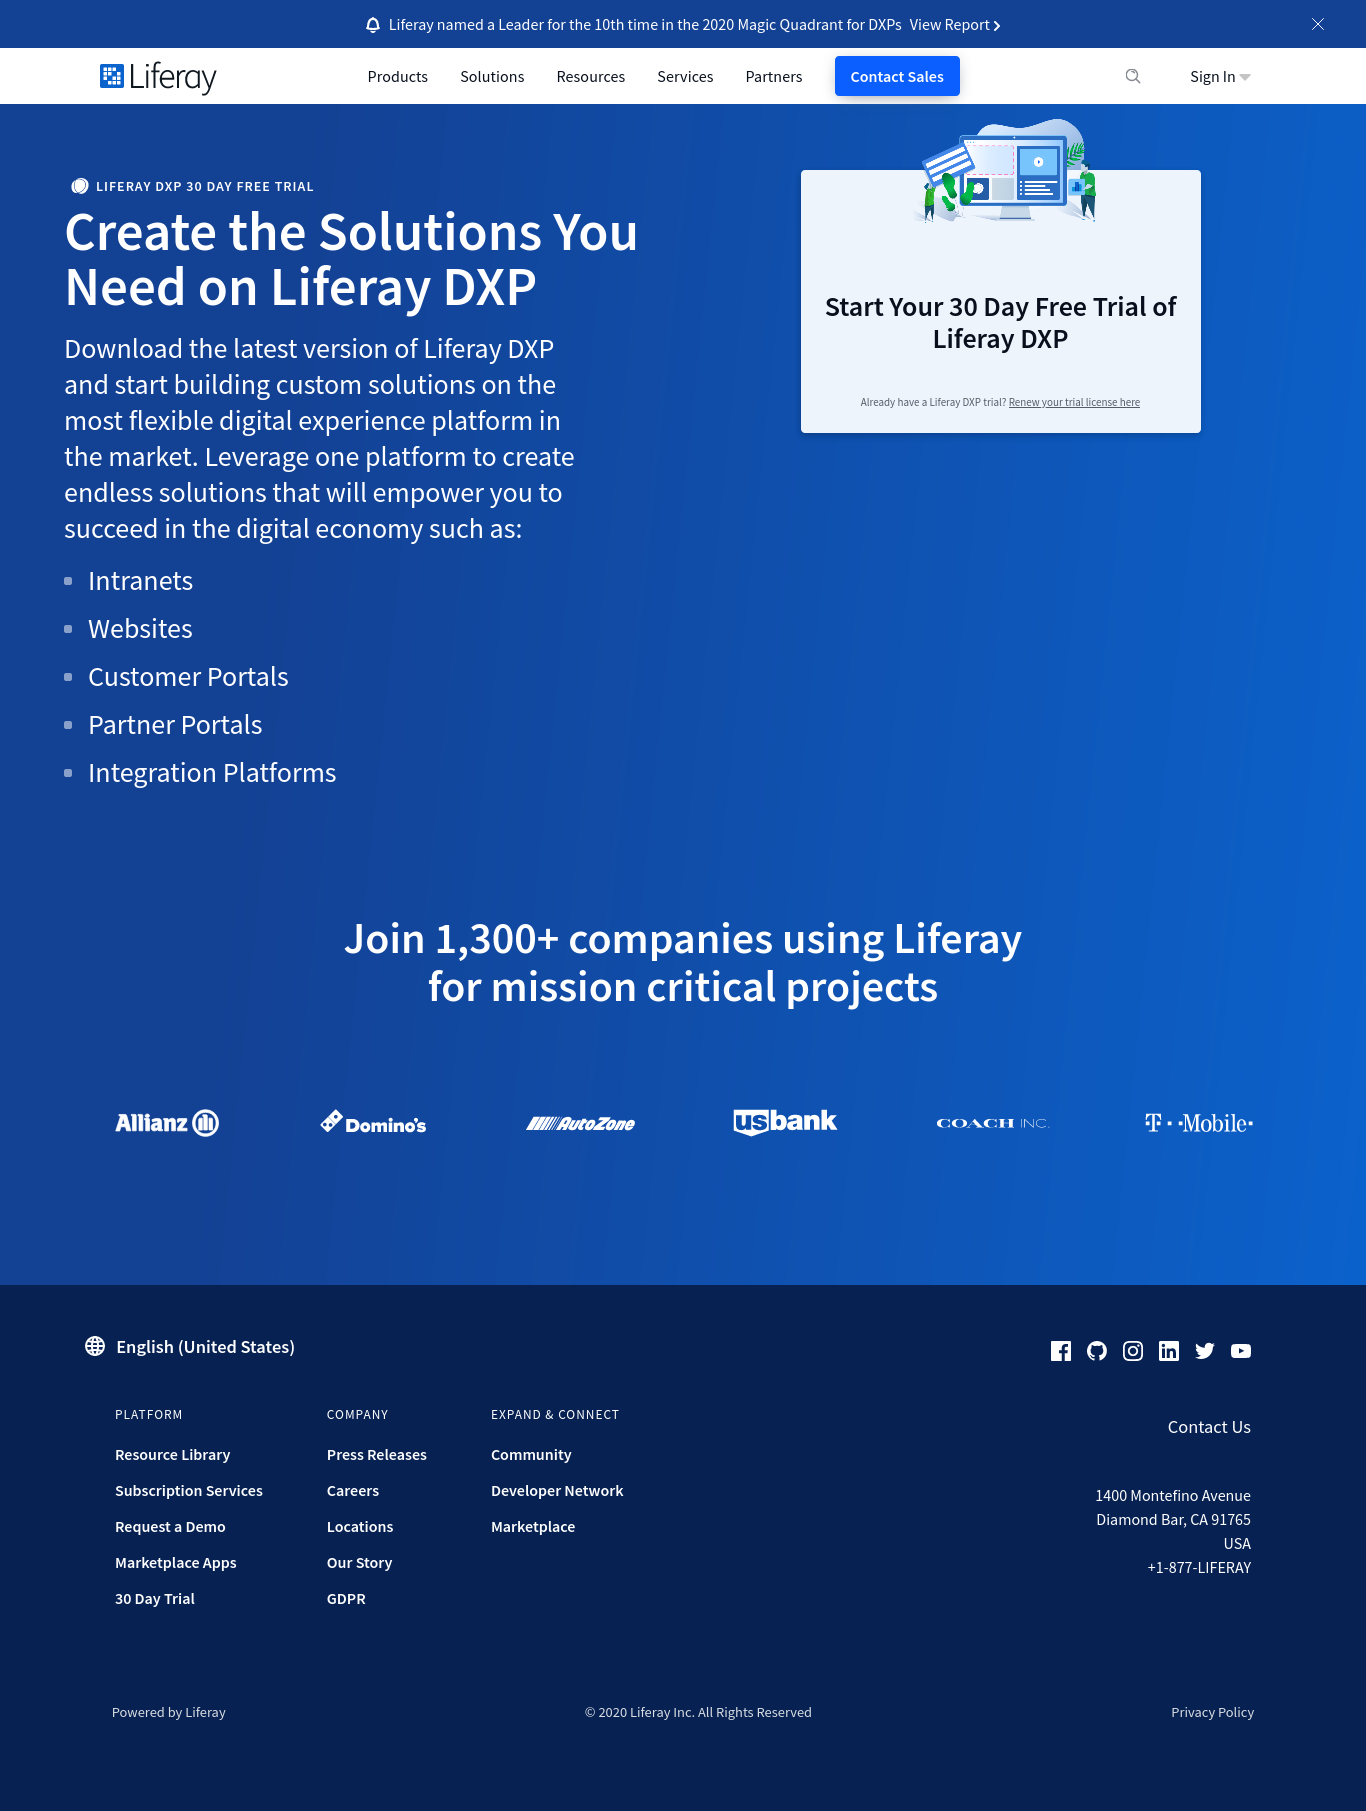 Liferay named a Leader for the 10th time in the 2020 Magic Quadrant for DXPs View Report
Liferay
Products Solutions Resources Services Partners Contact Sales Sign In
LIFERAY DXP 30 DAY FREE TRIAL
Create the Solutions You
Need on Liferay DXP
Download the latest version of Liferay DXP
and start building custom solutions on the
most flexible digital experience platform in
the market. Leverage one platform to create
endless solutions that will empower you to
succeed in the digital economy such as:
Intranets
Websites
Customer Portals
Partner Portals
Integration Platforms
Start Your 30 Day Free Trial of
Liferay DXP
Already have a Liferay DXP trial? Renew your trial license here
Join 1,300+ companies using Liferay
for mission critical projects
Allianz
Domino's
AutoZone
usbank
COACH INC.
T Mobile
English (United States)
PLATFORM
Resource Library
Subscription Services
Request a Demo
Marketplace Apps
30 Day Trial
COMPANY
Press Releases
Careers
Locations
Our Story
GDPR
EXPAND & CONNECT
Community
Developer Network
Marketplace
Contact Us
1400 Montefino Avenue
Diamond Bar, CA 91765
USA
+1-877-LIFERAY
Powered by Liferay
© 2020 Liferay Inc. All Rights Reserved
Privacy Policy